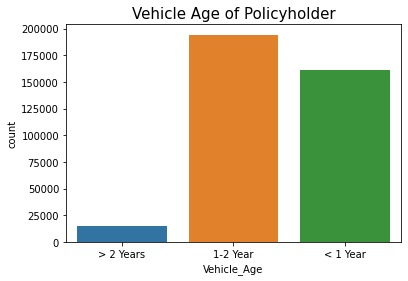 Vehicle Age of Policyholder
200000
175000
150000
125000
100000
75000
50000
25000
0
count
> 2 Years
1-2 Year
< 1 Year
Vehicle_Age